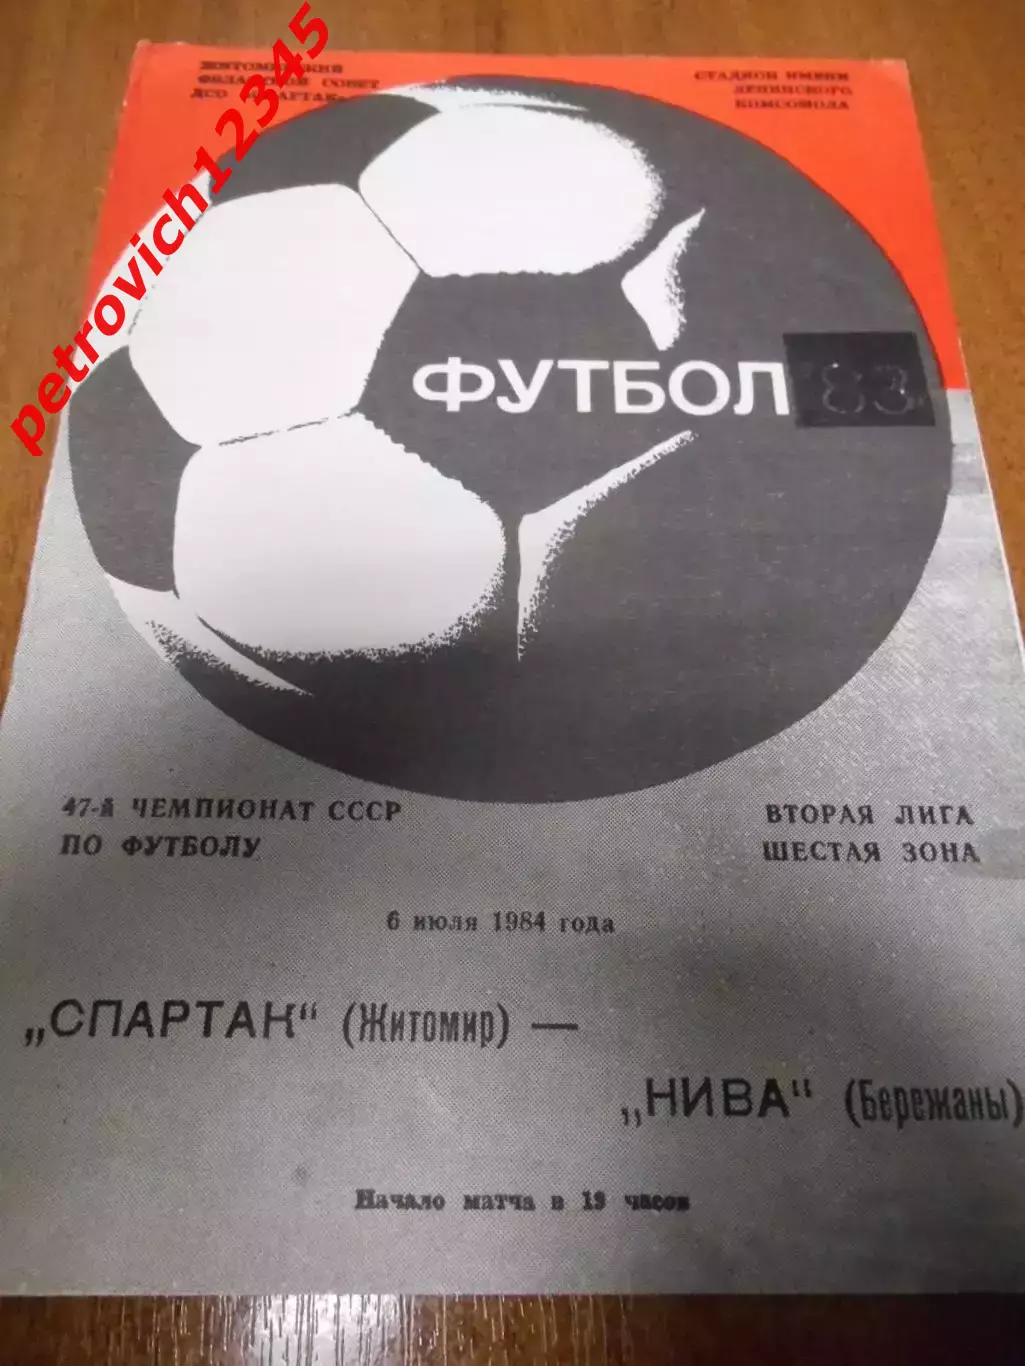 petrovich12345
ЖИТОМИРСКИЙ
ОБЛАСТНОЙ СОВЕТ
ДСО «СПАРТАК»
СТАДИОН ИМЕНИ
ЛЕНИНСКОГО
КОМСОМОЛА
ФУТБОЛ 83
47-й ЧЕМПИОНАТ СССР
ПО ФУТБОЛУ
ВТОРАЯ ЛИГА
ШЕСТАЯ ЗОНА
6 июля 1984 года
„СПАРТАК“ (Житомир) —
„НИВА“ (Бережаны)
Начало матча в 19 часов